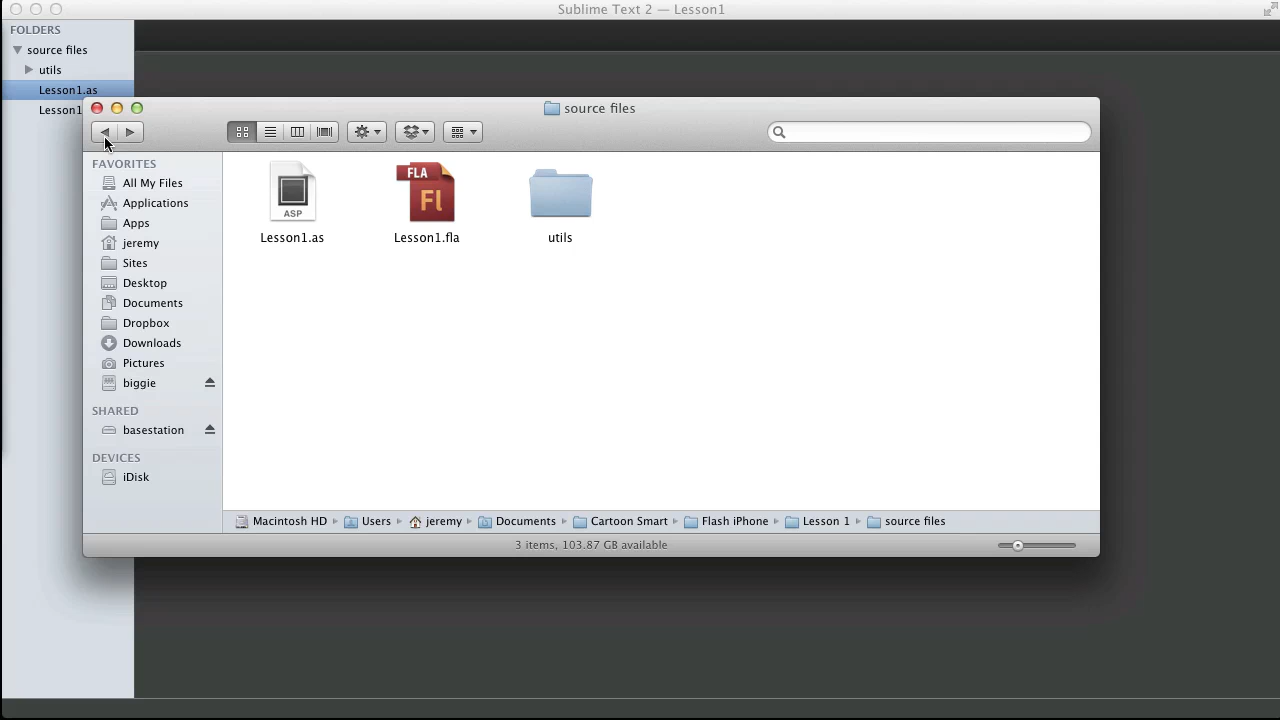 Sublime Text 2 — Lesson1
FOLDERS
source files
utils
Lesson1.as
Lesson1
source files
FAVORITES
All My Files
Applications
Apps
jeremy
Sites
Desktop
Documents
Dropbox
Downloads
Pictures
biggie
SHARED
basestation
DEVICES
iDisk
ASP
Lesson1.as
FLA
Fl
Lesson1.fla
utils
Macintosh HD Users jeremy Documents Cartoon Smart Flash iPhone Lesson 1 source files
3 items, 103.87 GB available